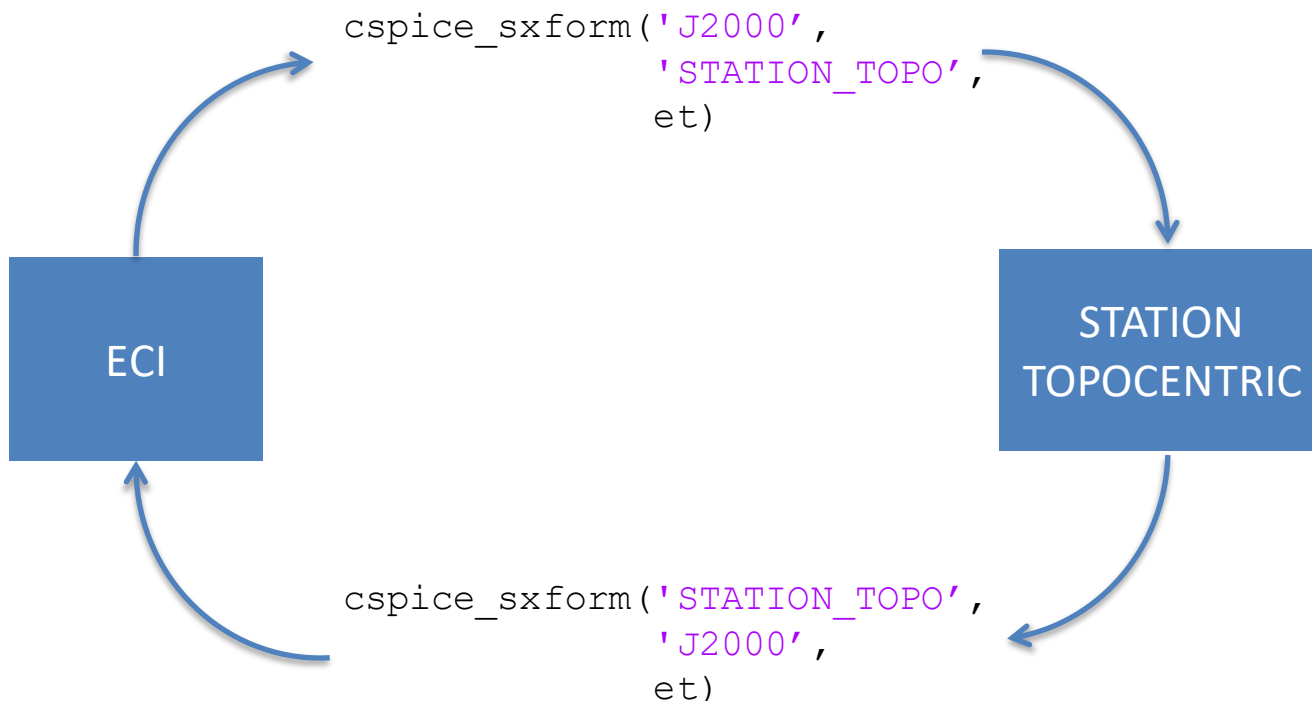 cspice_sxform('J2000’,
'STATION_TOPO’,
et)
ECI
STATION
TOPOCENTRIC
cspice_sxform('STATION_TOPO’,
'J2000’,
et)